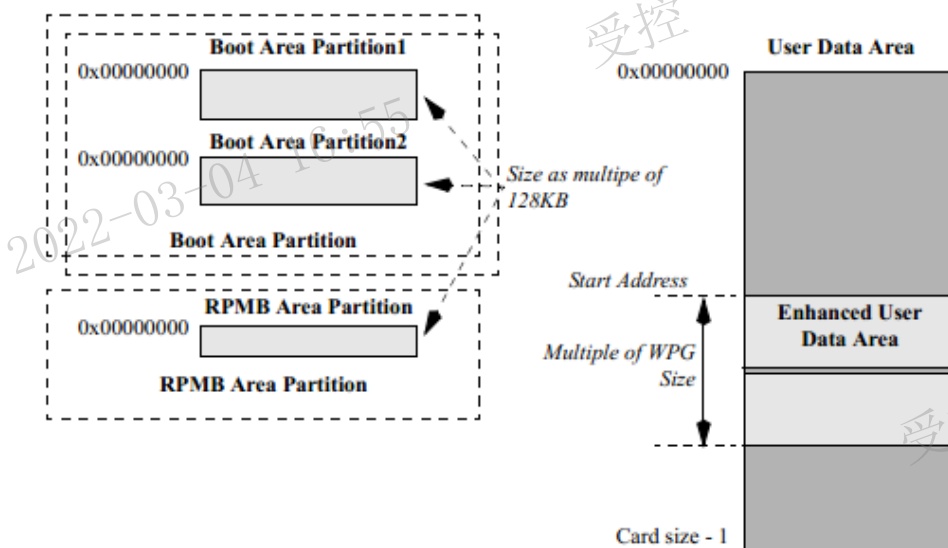 Boot Area Partition1
0x00000000
Boot Area Partition2
0x00000000
Size as multipe of
128KB
Boot Area Partition
RPMB Area Partition
0x00000000
RPMB Area Partition
User Data Area
0x00000000
Start Address
Enhanced User
Data Area
Multiple of WPG
Size
Card size - 1
2022-03-04 16:55
受控
受